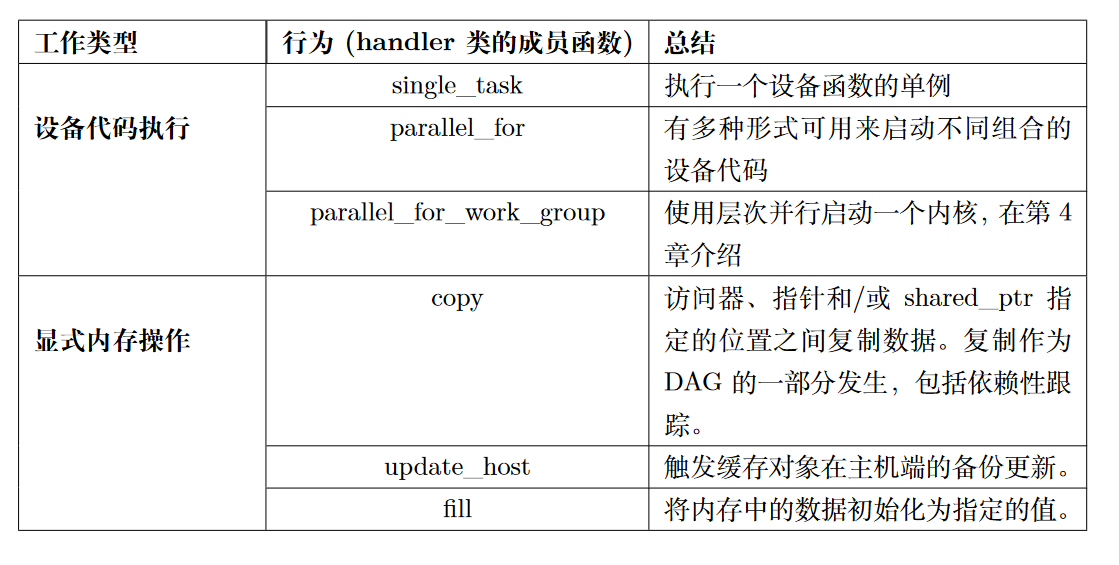 工作类型 行为 (handler 类的成员函数) 总结
single_task 执行一个设备函数的单例
设备代码执行 parallel_for 有多种形式可用来启动不同组合的
设备代码
parallel_for_work_group 使用层次并行启动一个内核, 在第 4
章介绍
copy 访问器、指针和/或 shared_ptr 指
显式内存操作 定的位置之间复制数据。复制作为
DAG 的一部分发生，包括依赖性跟
踪。
update_host 触发缓存对象在主机端的备份更新。
fill 将内存中的数据初始化为指定的值。